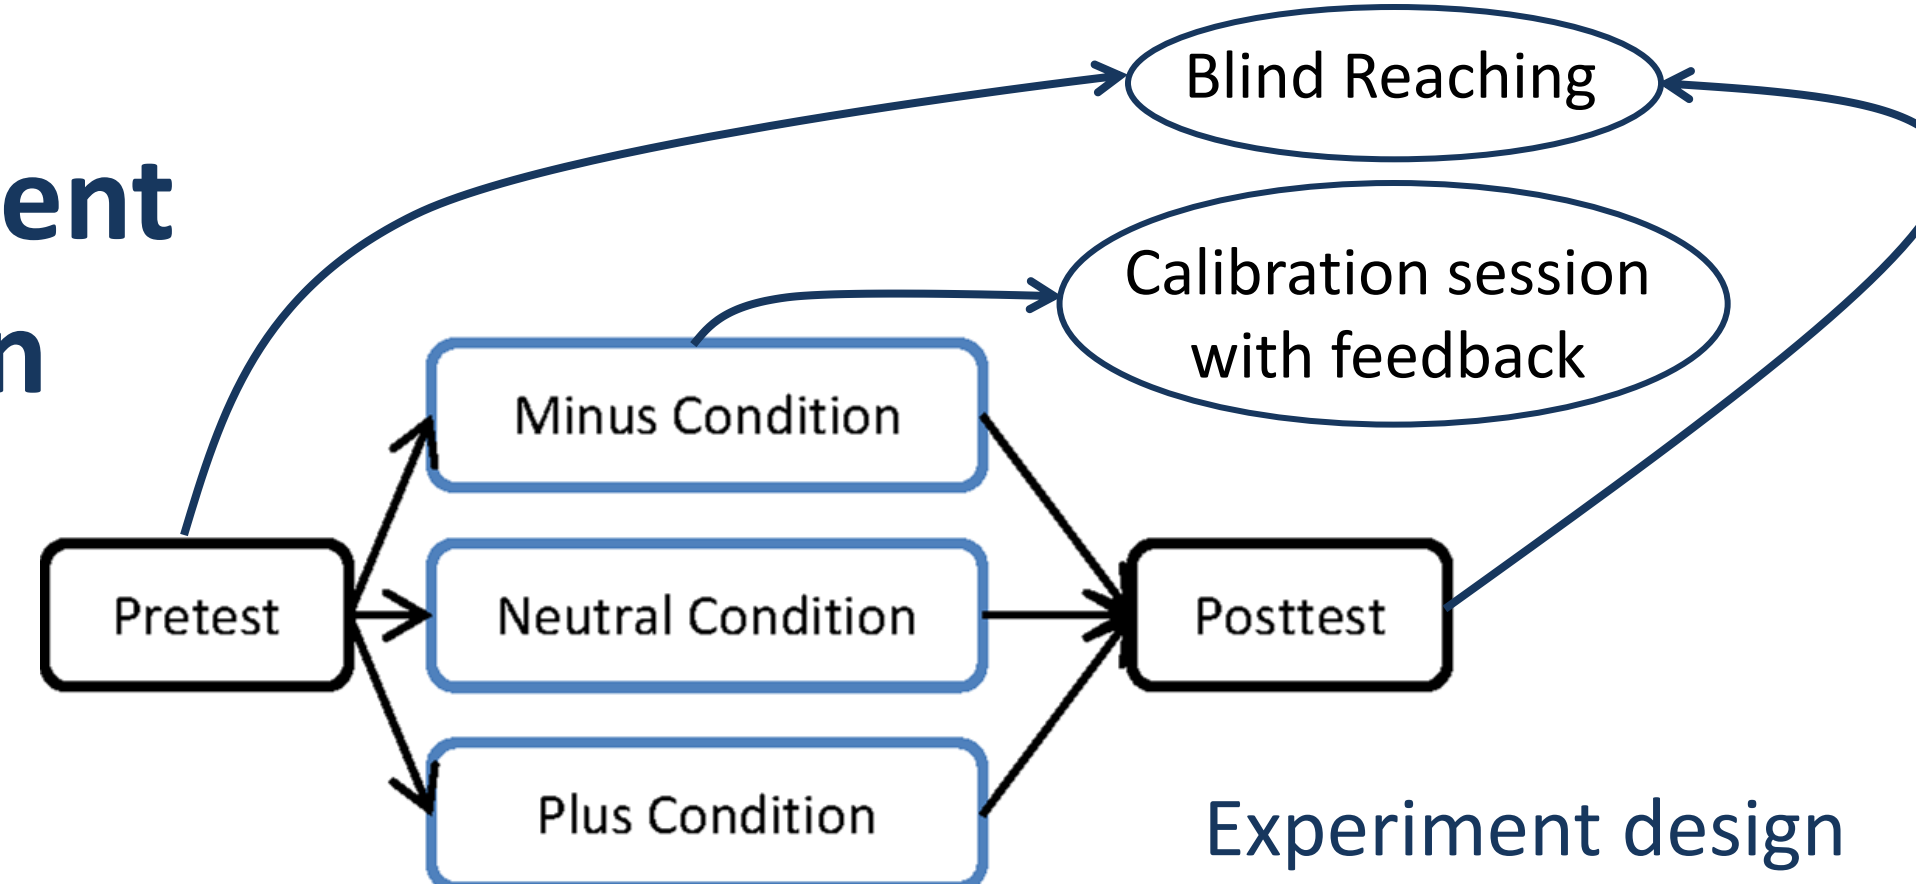 Blind Reaching
ent
n
Calibration session
with feedback
Minus Condition
Pretest
Neutral Condition
Posttest
Plus Condition
Experiment design